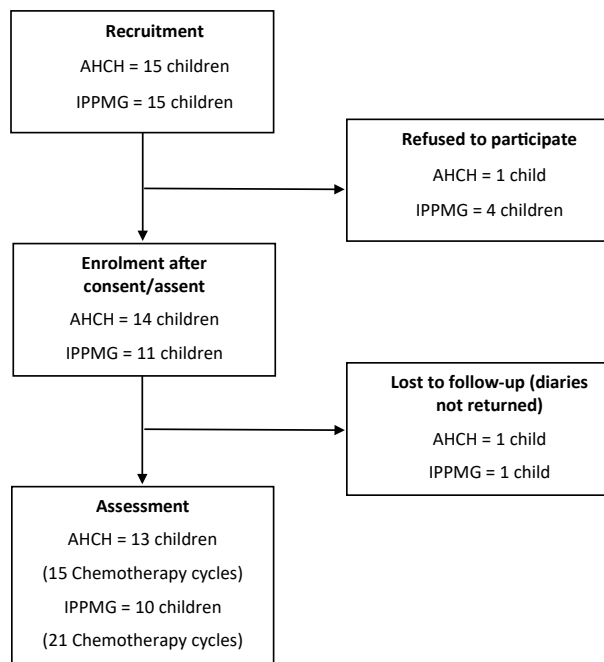 Recruitment
AHCH = 15 children
IPPMG = 15 children
Refused to participate
AHCH = 1 child
IPPMG = 4 children
Enrolment after
consent/assent
AHCH = 14 children
IPPMG = 11 children
Lost to follow-up (diaries
not returned)
AHCH = 1 child
IPPMG = 1 child
Assessment
AHCH = 13 children
(15 Chemotherapy cycles)
IPPMG = 10 children
(21 Chemotherapy cycles)